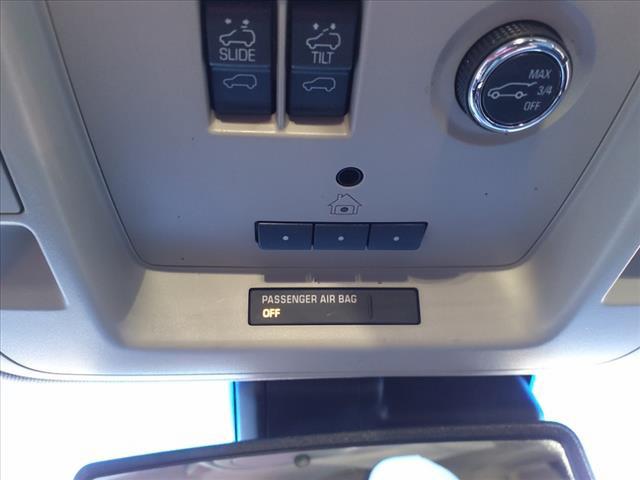 SLIDE
TILT
MAX
3/4
OFF
PASSENGER AIR BAG
OFF